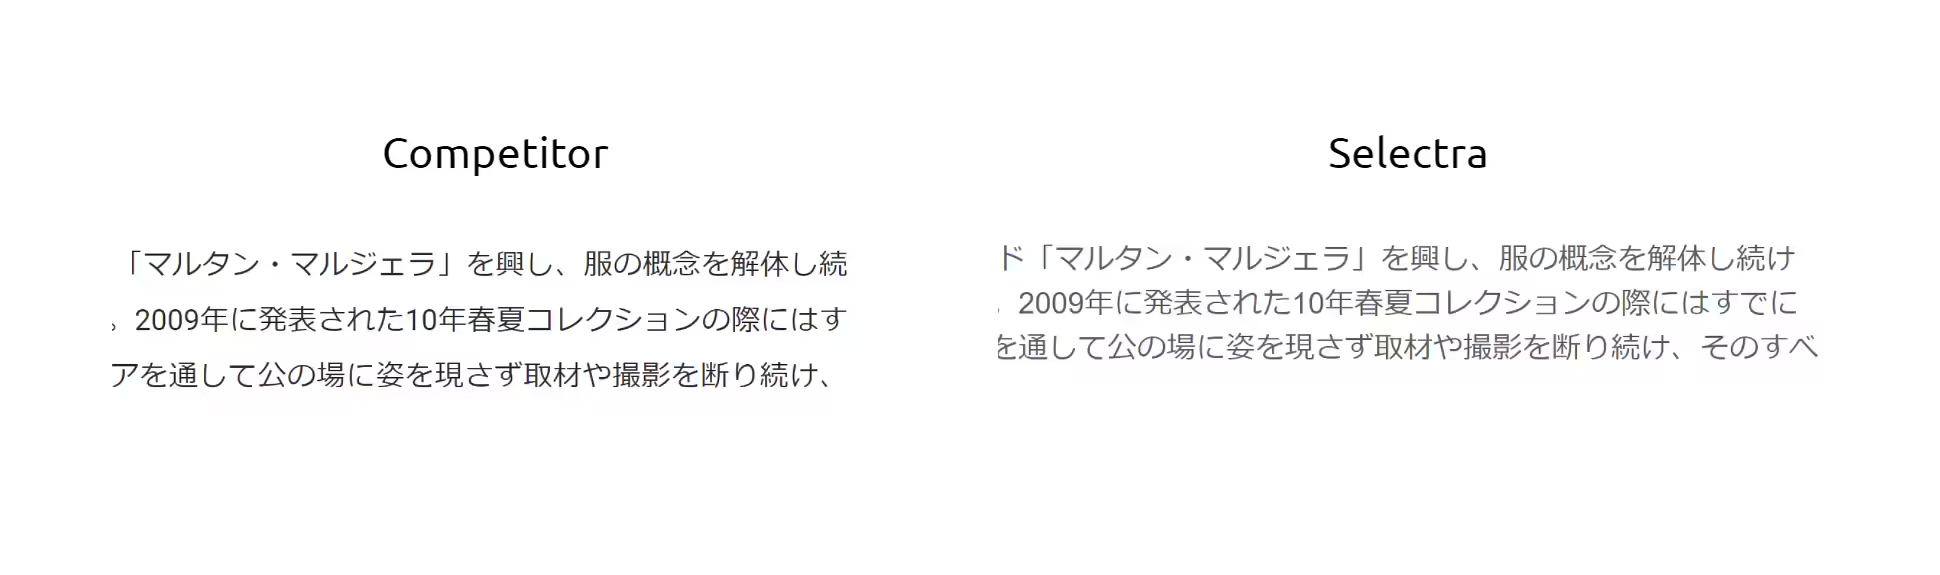 Competitor
「マルタン・マルジェラ」を興し、服の概念を解体し続
。2009年に発表された10年春夏コレクションの際にはす
アを通して公の場に姿を現さず取材や撮影を断り続け、
Selectra
ド「マルタン・マルジェラ」を興し、服の概念を解体し続け
。2009年に発表された10年春夏コレクションの際にはすでに
を通して公の場に姿を現さず取材や撮影を断り続け、そのすべ